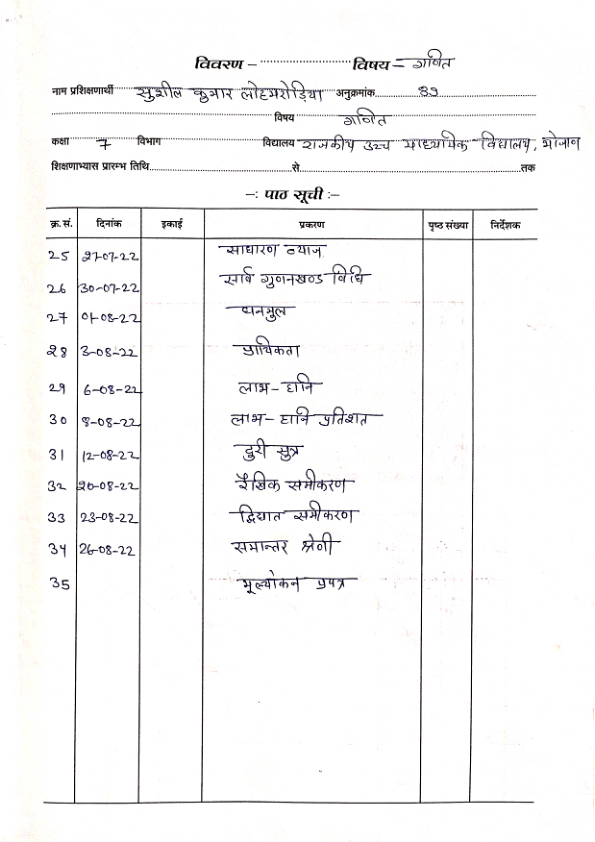 विवरण – ........................... विषय – गणित
नाम प्रशिक्षणार्थी सुशील कुमार लोहमरोड़िया अनुक्रमांक 39
विषय गणित
कक्षा 7 विभाग विद्यालय राजकीय उच्च माध्यमिक विद्यालय, भोजान
शिक्षणाभ्यास प्रारम्भ तिथि से तक
–: पाठ सूची :–
क्र.सं. दिनांक इकाई प्रकरण पृष्ठ संख्या निर्देशक
25 27-07-22 साधारण ब्याज
26 30-07-22 सार्व गुणनखण्ड विधि
27 01-08-22 घनमुल
28 3-08-22 प्रायिकता
29 6-08-22 लाभ – हानि
30 8-08-22 लाभ – हानि प्रतिशत
31 12-08-22 दुरी सुत्र
32 20-08-22 रैखिक समीकरण
33 23-08-22 द्विघात समीकरण
34 26-08-22 समान्तर श्रेणी
35 मूल्यांकन प्रपत्र